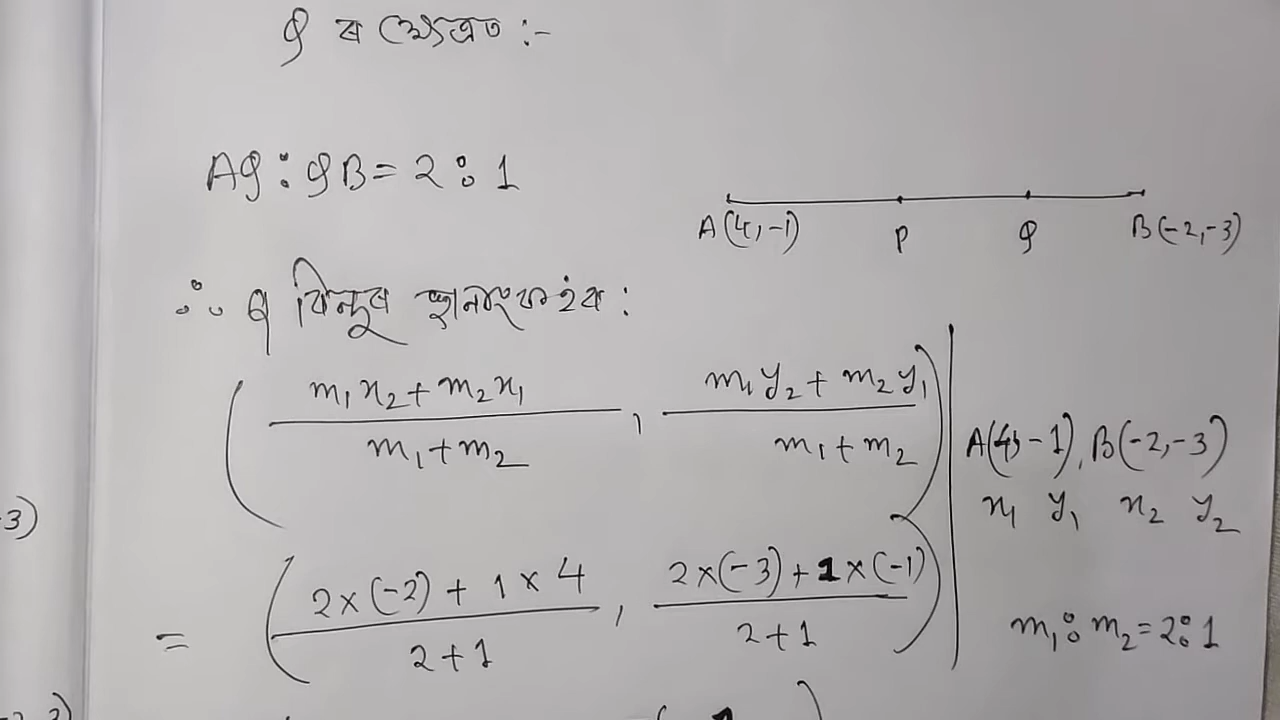 Q ৰ ক্ষেত্ৰত :-
AQ : QB = 2 : 1
A(4, -1) P Q B(-2, -3)
∴ Q বিন্দুৰ স্থানাংক হ'ব :
( (m₁x₂ + m₂x₁) / (m₁ + m₂) , (m₁y₂ + m₂y₁) / (m₁ + m₂) )
A(4, -1), B(-2, -3)
x₁ y₁ x₂ y₂
3)
= ( (2×(-2) + 1×4) / (2+1) , (2×(-3) + 1×(-1)) / (2+1) )
m₁ : m₂ = 2 : 1